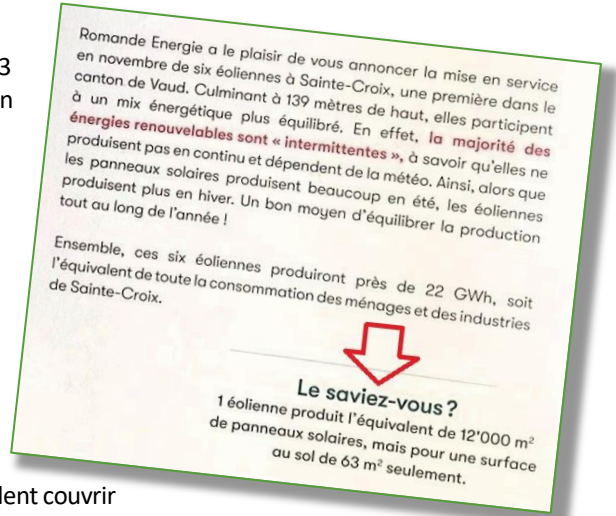 3
n
Romande Energie a le plaisir de vous annoncer la mise en service
en novembre de six éoliennes à Sainte-Croix, une première dans le
canton de Vaud. Culminant à 139 mètres de haut, elles participent
à un mix énergétique plus équilibré. En effet, la majorité des
énergies renouvelables sont « intermittentes », à savoir qu'elles ne
produisent pas en continu et dépendent de la météo. Ainsi, alors que
les panneaux solaires produisent beaucoup en été, les éoliennes
produisent plus en hiver. Un bon moyen d'équilibrer la production
tout au long de l'année !
Ensemble, ces six éoliennes produiront près de 22 GWh, soit
l'équivalent de toute la consommation des ménages et des industries
de Sainte-Croix.
Le saviez-vous ?
1 éolienne produit l'équivalent de 12'000 m²
de panneaux solaires, mais pour une surface
au sol de 63 m² seulement.
lent couvrir